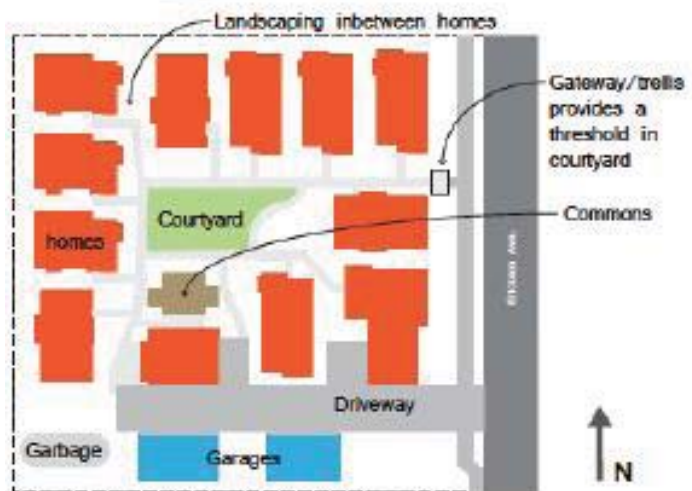 Landscaping inbetween homes
Gateway/trellis
provides a
threshold in
courtyard
Courtyard
Commons
homes
Driveway
Garbage
Garages
N